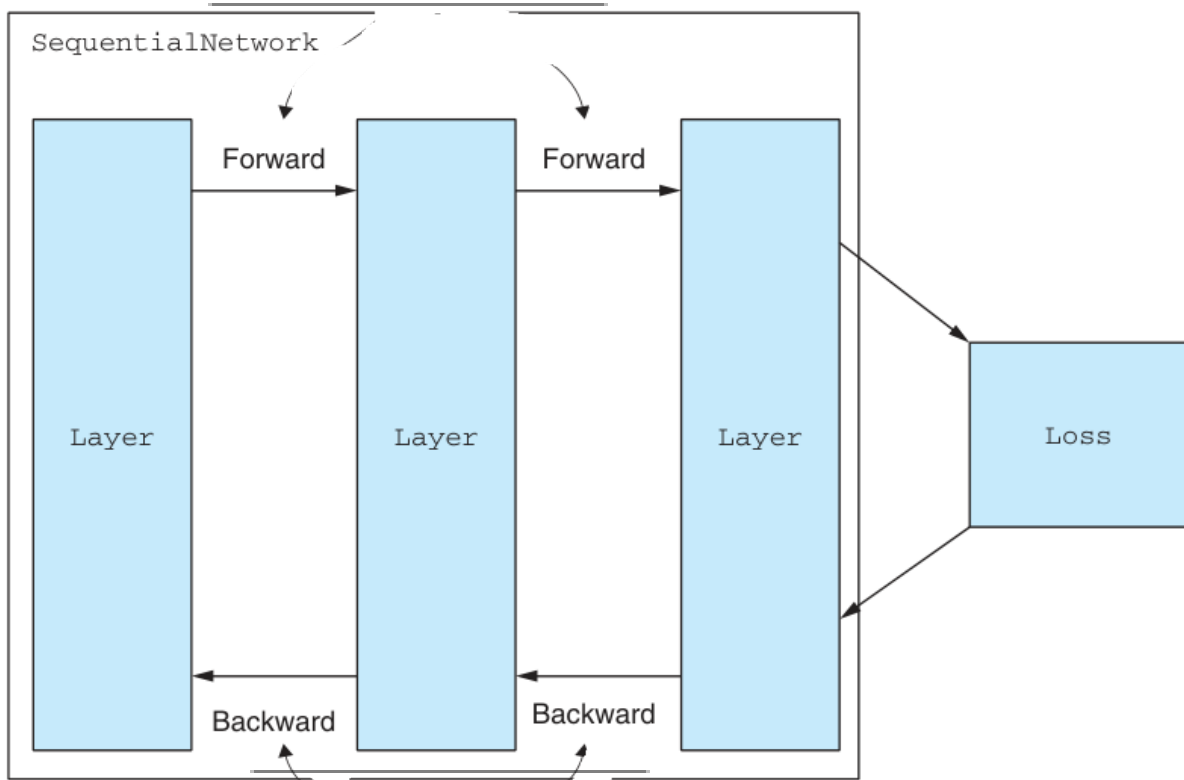 SequentialNetwork
Forward
Forward
Layer
Layer
Layer
Loss
Backward
Backward